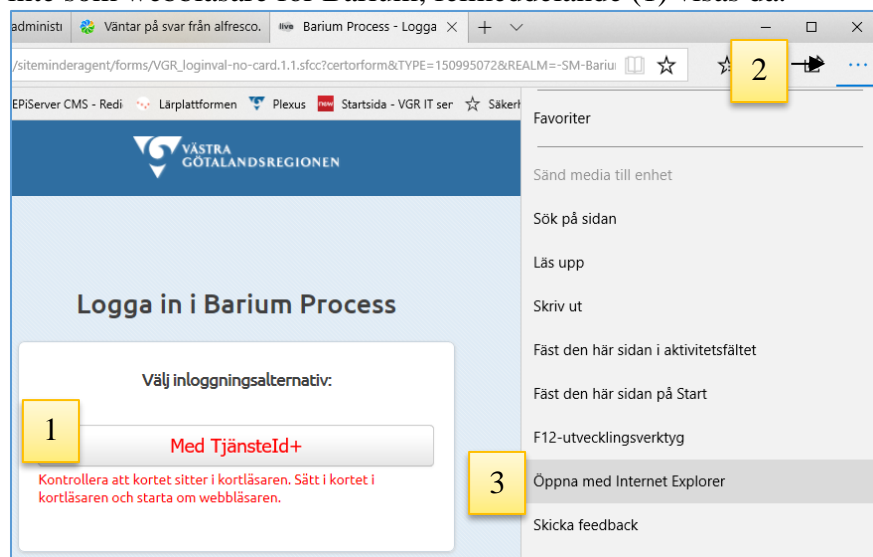 inte som webbläsare för Barium, felmeddelande (1) visas då.
administi Väntar på svar från alfresco. live Barium Process - Logga
/siteminderagent/forms/VGR_loginval-no-card.1.1.sfcc?certorform&TYPE=150995072&REALM=-SM-Bariu
2
EPiServer CMS - Redi Lärplattformen Plexus Startsida - VGR IT ser Säkerh
Favoriter
VÄSTRA
GÖTALANDSREGIONEN
Sänd media till enhet
Sök på sidan
Läs upp
Logga in i Barium Process
Skriv ut
Fäst den här sidan i aktivitetsfältet
Välj inloggningsalternativ:
Fäst den här sidan på Start
1
Med TjänsteId+
F12-utvecklingsverktyg
Kontrollera att kortet sitter i kortläsaren. Sätt i kortet i
kortläsaren och starta om webbläsaren.
3
Öppna med Internet Explorer
Skicka feedback